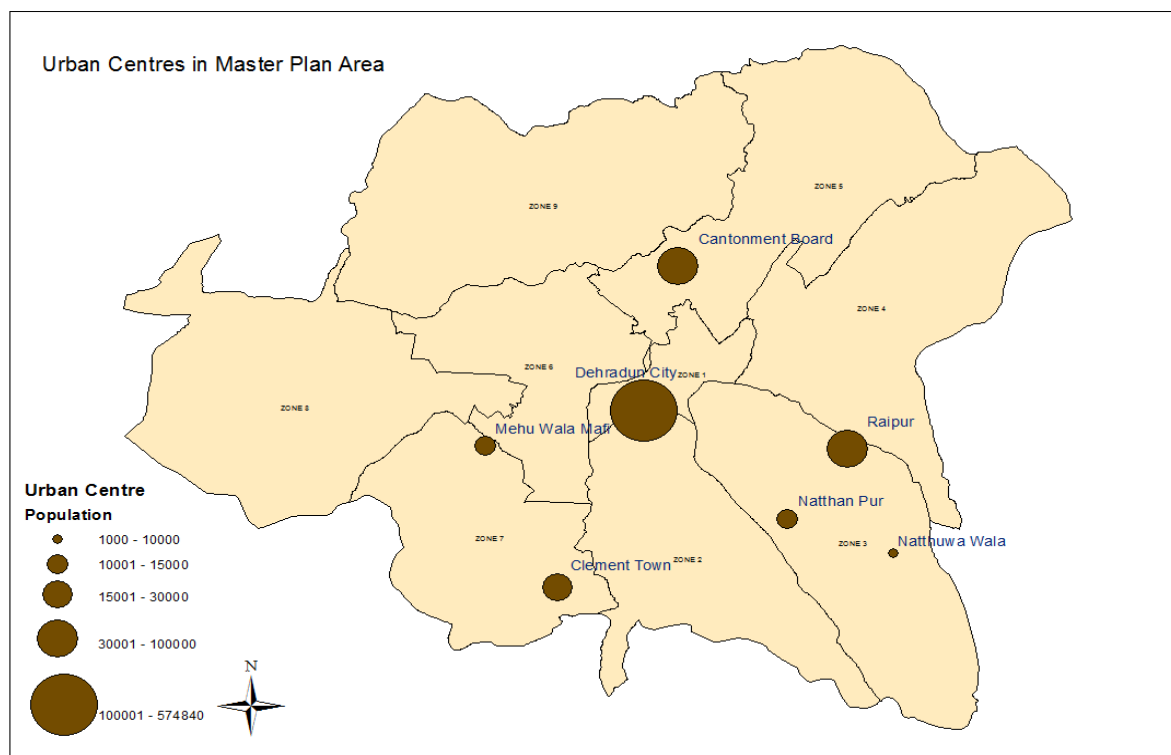 Urban Centres in Master Plan Area
ZONE 5
ZONE 9
Cantonment Board
ZONE 4
ZONE 6
Dehradun City
ZONE 1
ZONE 8
Mehu Wala Mafi
Raipur
Urban Centre
Population
1000 - 10000
10001 - 15000
15001 - 30000
30001 - 100000
100001 - 574840
Natthan Pur
ZONE 7
ZONE 3
Natthuwa Wala
ZONE 2
Clement Town
N